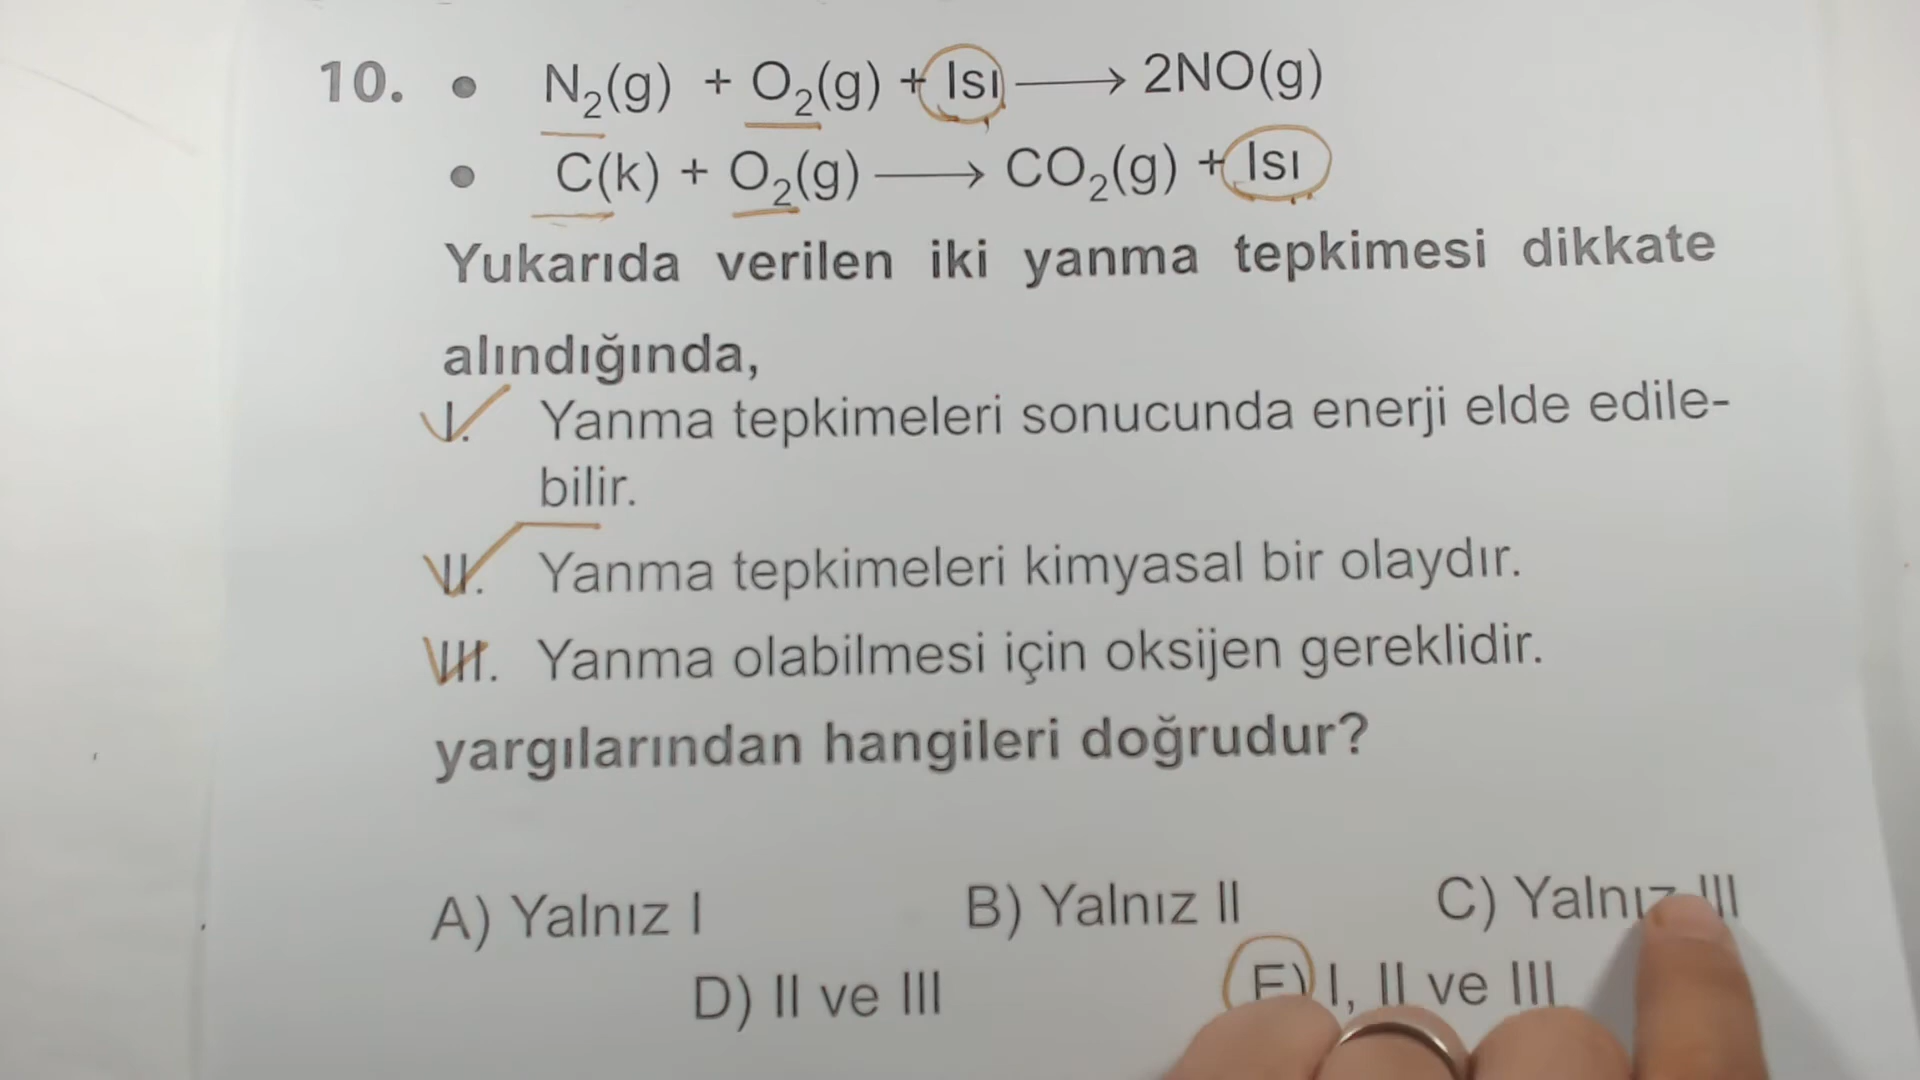 10. • N₂(g) + O₂(g) + Isı ⟶ 2NO(g)
• C(k) + O₂(g) ⟶ CO₂(g) + Isı
Yukarıda verilen iki yanma tepkimesi dikkate
alındığında,
I. Yanma tepkimeleri sonucunda enerji elde edile-
bilir.
II. Yanma tepkimeleri kimyasal bir olaydır.
III. Yanma olabilmesi için oksijen gereklidir.
yargılarından hangileri doğrudur?
A) Yalnız I B) Yalnız II C) Yalnız III
D) II ve III E) I, II ve III